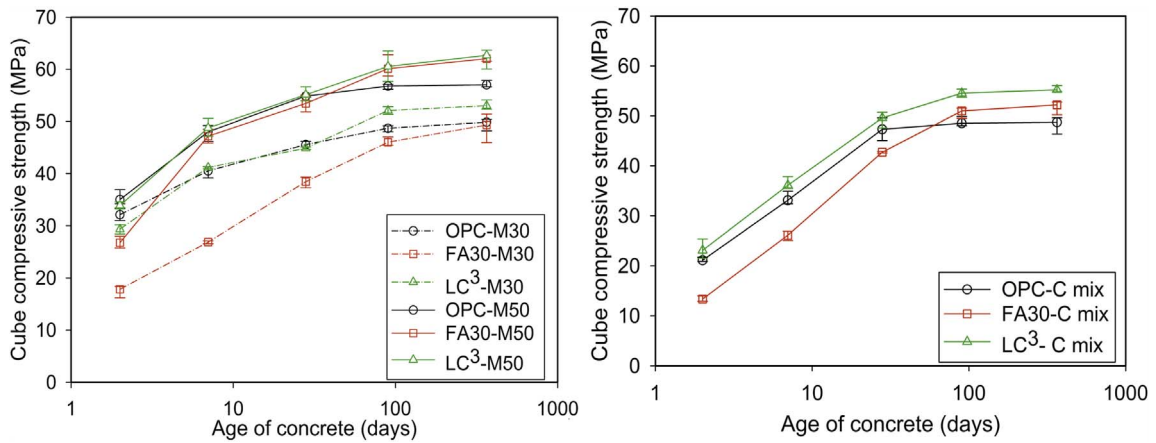 Cube compressive strength (MPa)
70
60
50
40
30
20
10
0
1
10
100
1000
Age of concrete (days)
OPC-M30
FA30-M30
LC³-M30
OPC-M50
FA30-M50
LC³-M50
Cube compressive strength (MPa)
70
60
50
40
30
20
10
0
1
10
100
1000
Age of concrete (days)
OPC-C mix
FA30-C mix
LC³- C mix